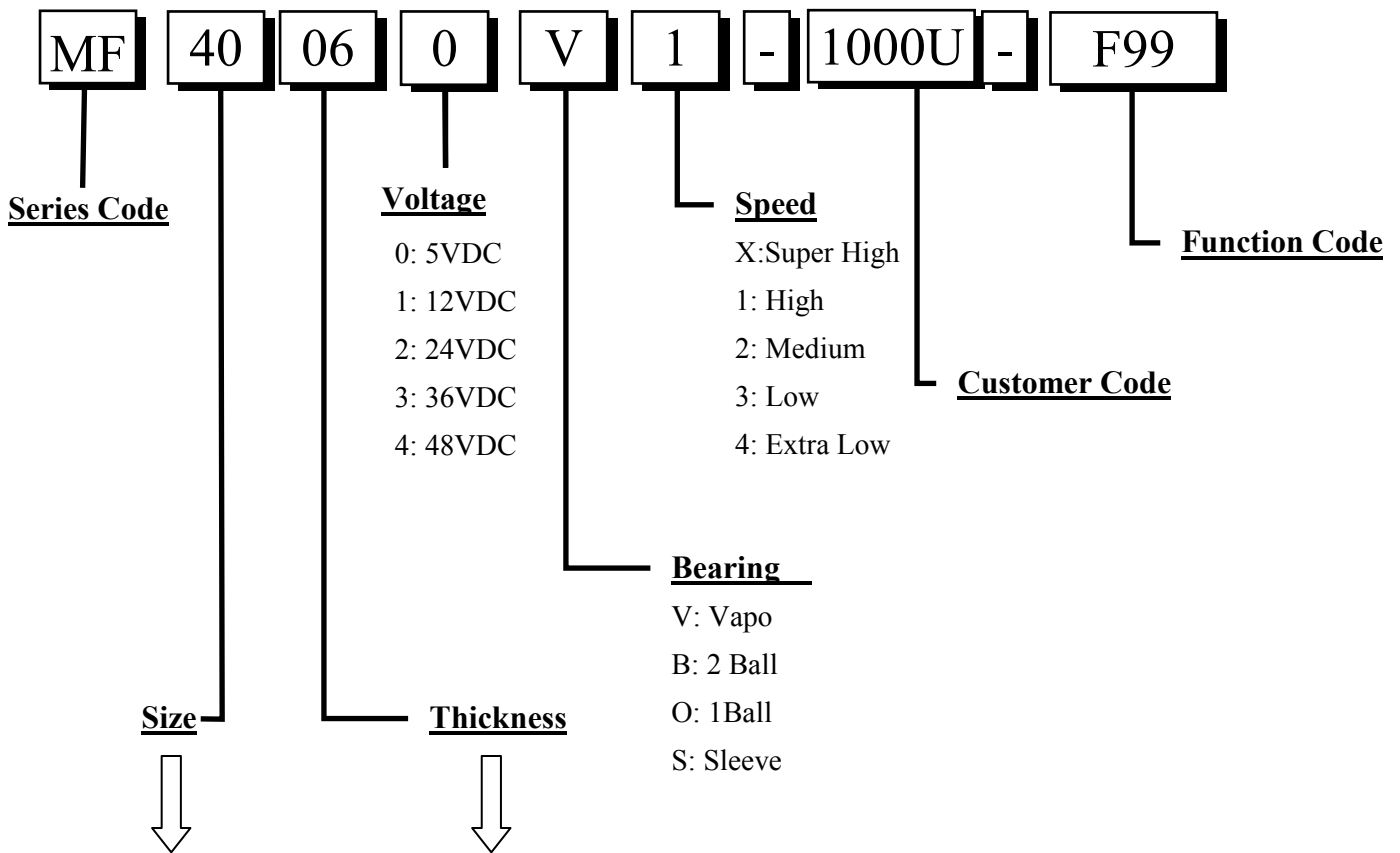 MF 40 06 0 V 1 - 1000U - F99
Series Code
Voltage
0: 5VDC
1: 12VDC
2: 24VDC
3: 36VDC
4: 48VDC
Speed
X:Super High
1: High
2: Medium
3: Low
4: Extra Low
Function Code
Customer Code
Bearing
V: Vapo
B: 2 Ball
O: 1Ball
S: Sleeve
Size
Thickness